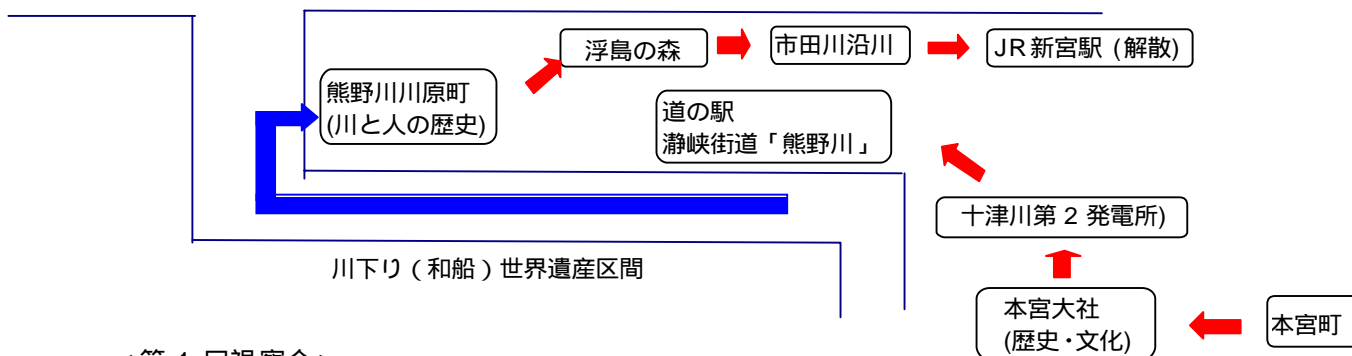 浮島の森
市田川沿川
JR新宮駅 (解散)
熊野川川原町
(川と人の歴史)
道の駅
瀞峡街道「熊野川」
十津川第2発電所)
川下り(和船)世界遺産区間
本宮大社
(歴史・文化)
本宮町